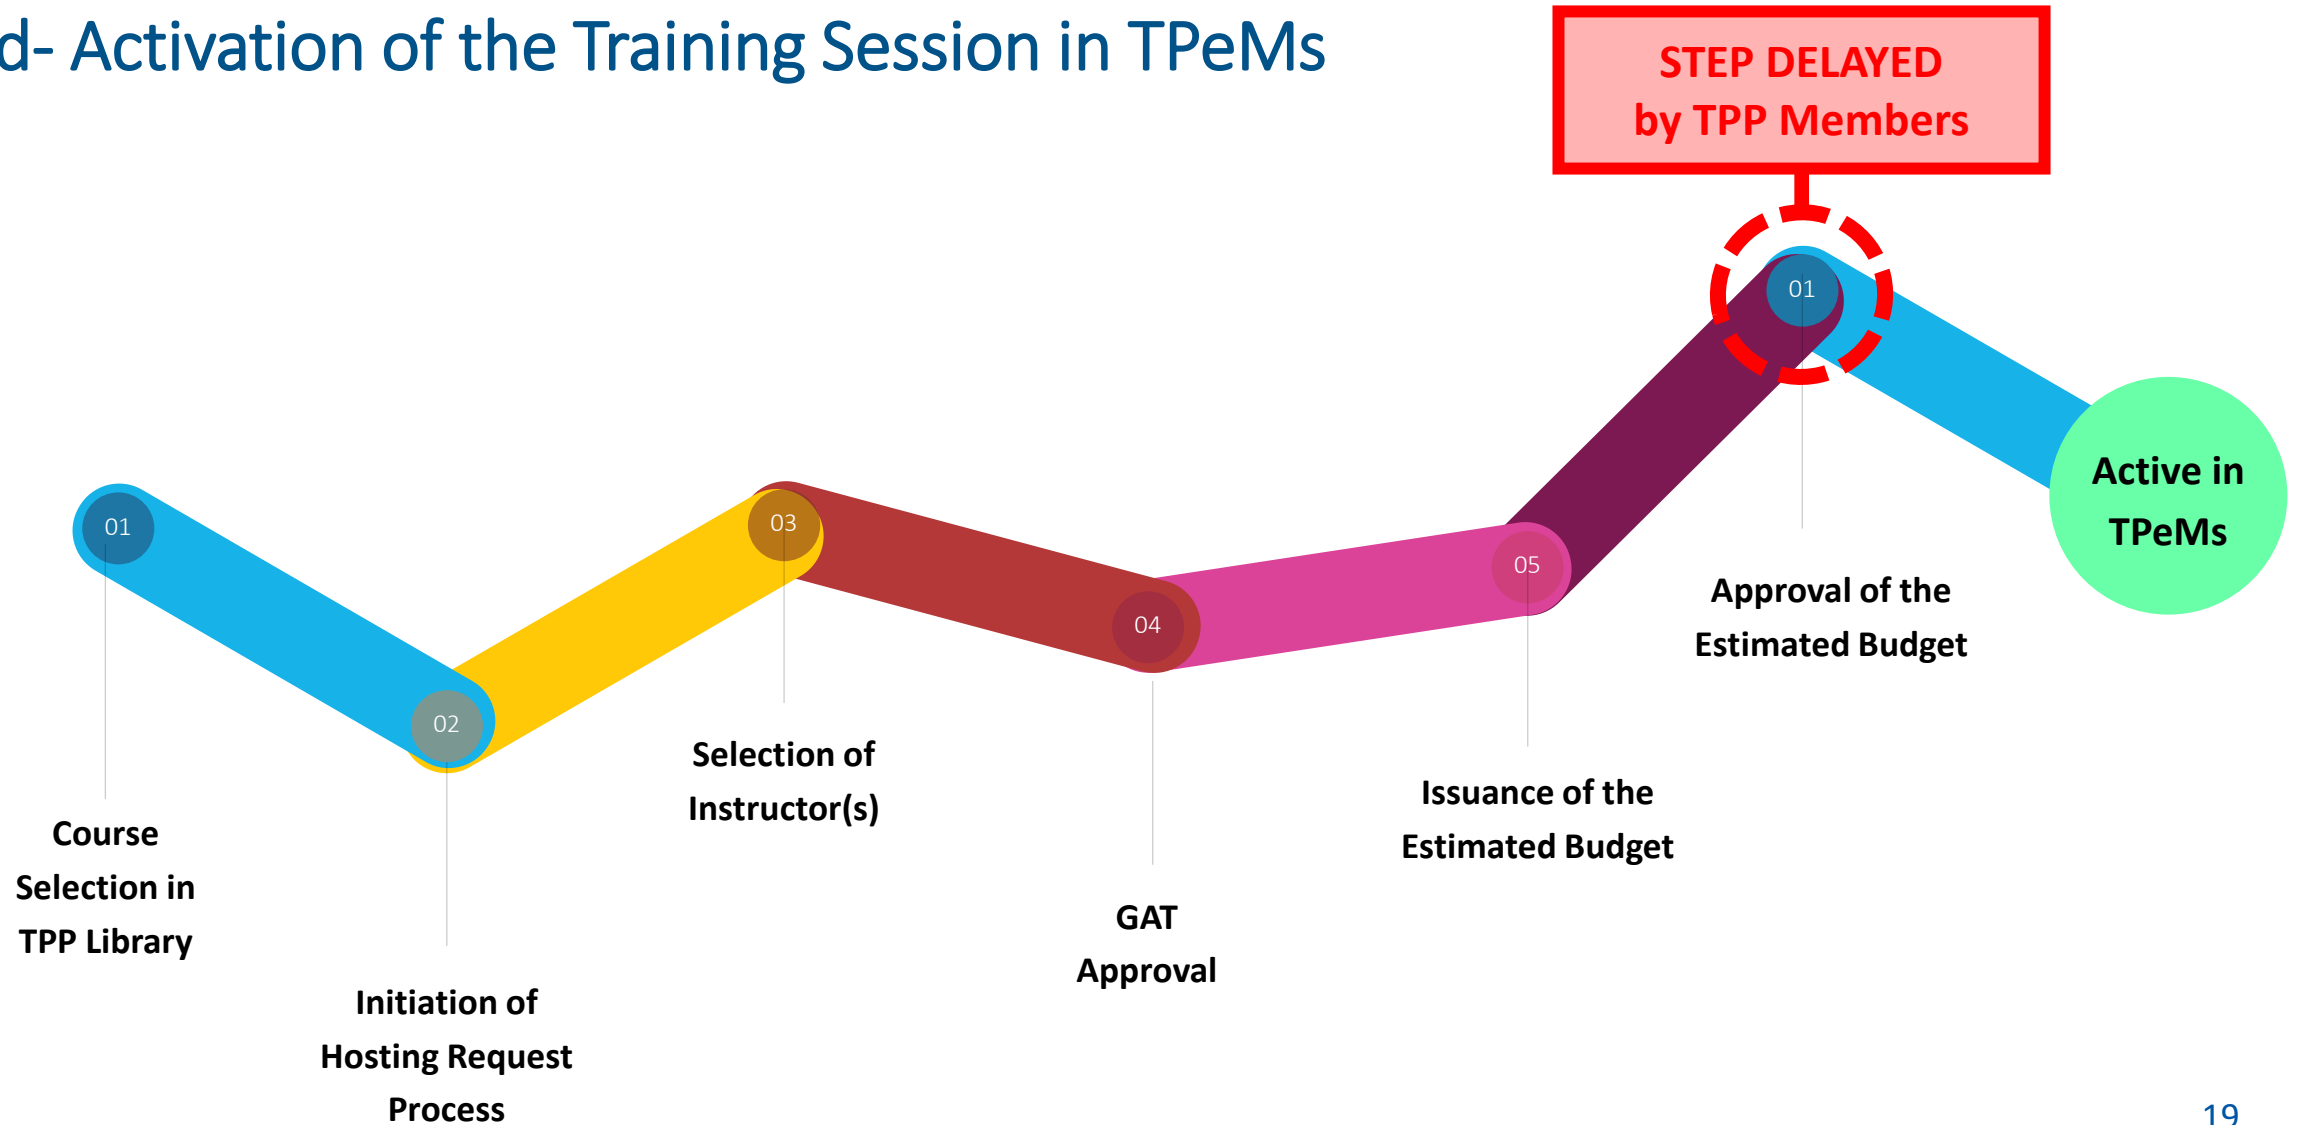 d- Activation of the Training Session in TPeMs
STEP DELAYED
by TPP Members
01
Course
Selection in
TPP Library
02
Initiation of
Hosting Request
Process
03
Selection of
Instructor(s)
04
GAT
Approval
05
Issuance of the
Estimated Budget
01
Approval of the
Estimated Budget
Active in
TPeMs
19